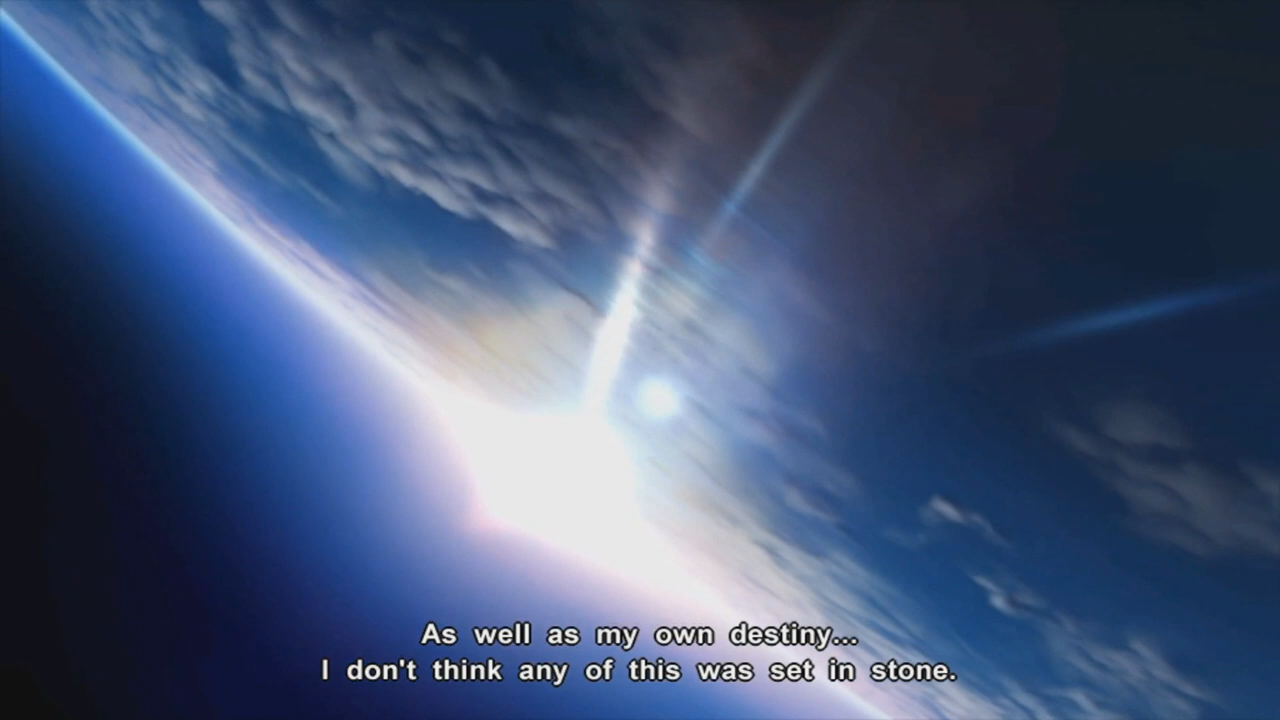 As well as my own destiny...
I don't think any of this was set in stone.